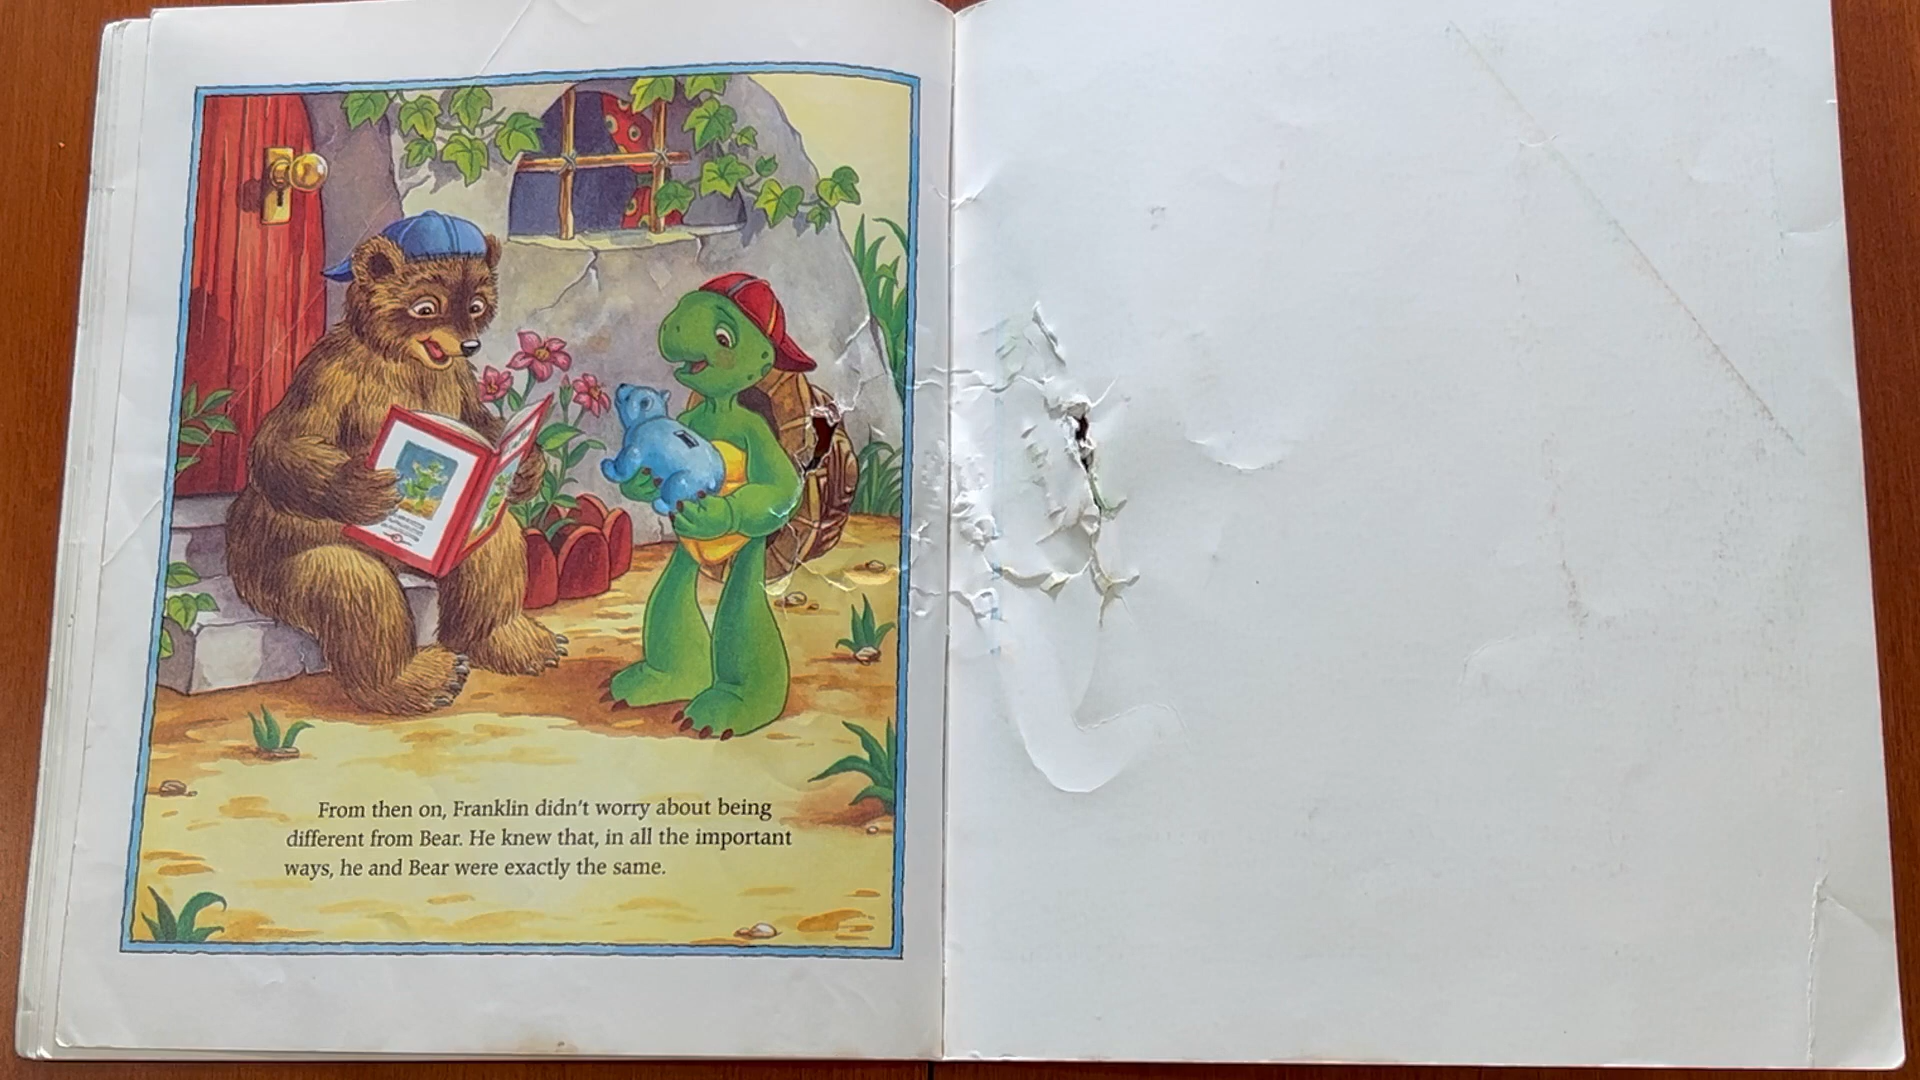 From then on, Franklin didn't worry about being
different from Bear. He knew that, in all the important
ways, he and Bear were exactly the same.